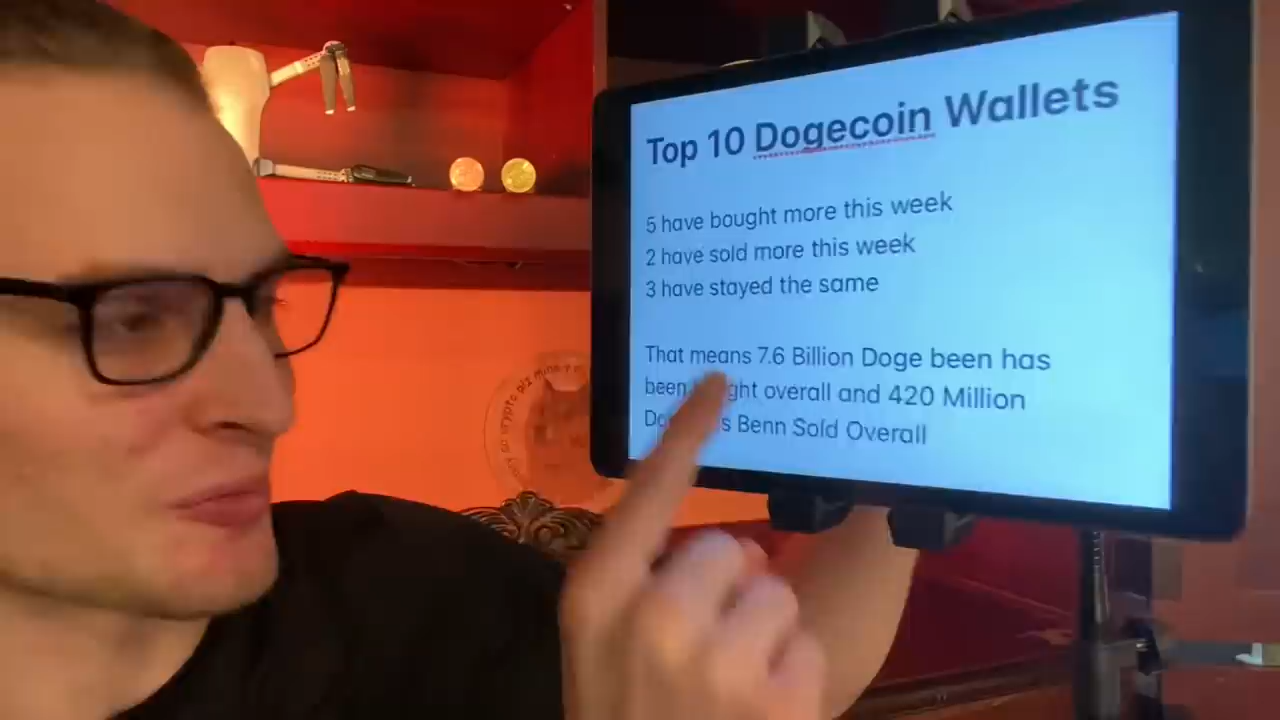 Top 10 Dogecoin Wallets
5 have bought more this week
2 have sold more this week
3 have stayed the same
That means 7.6 Billion Doge been has
been overall and 420 Million
Benn Sold Overall
crypto